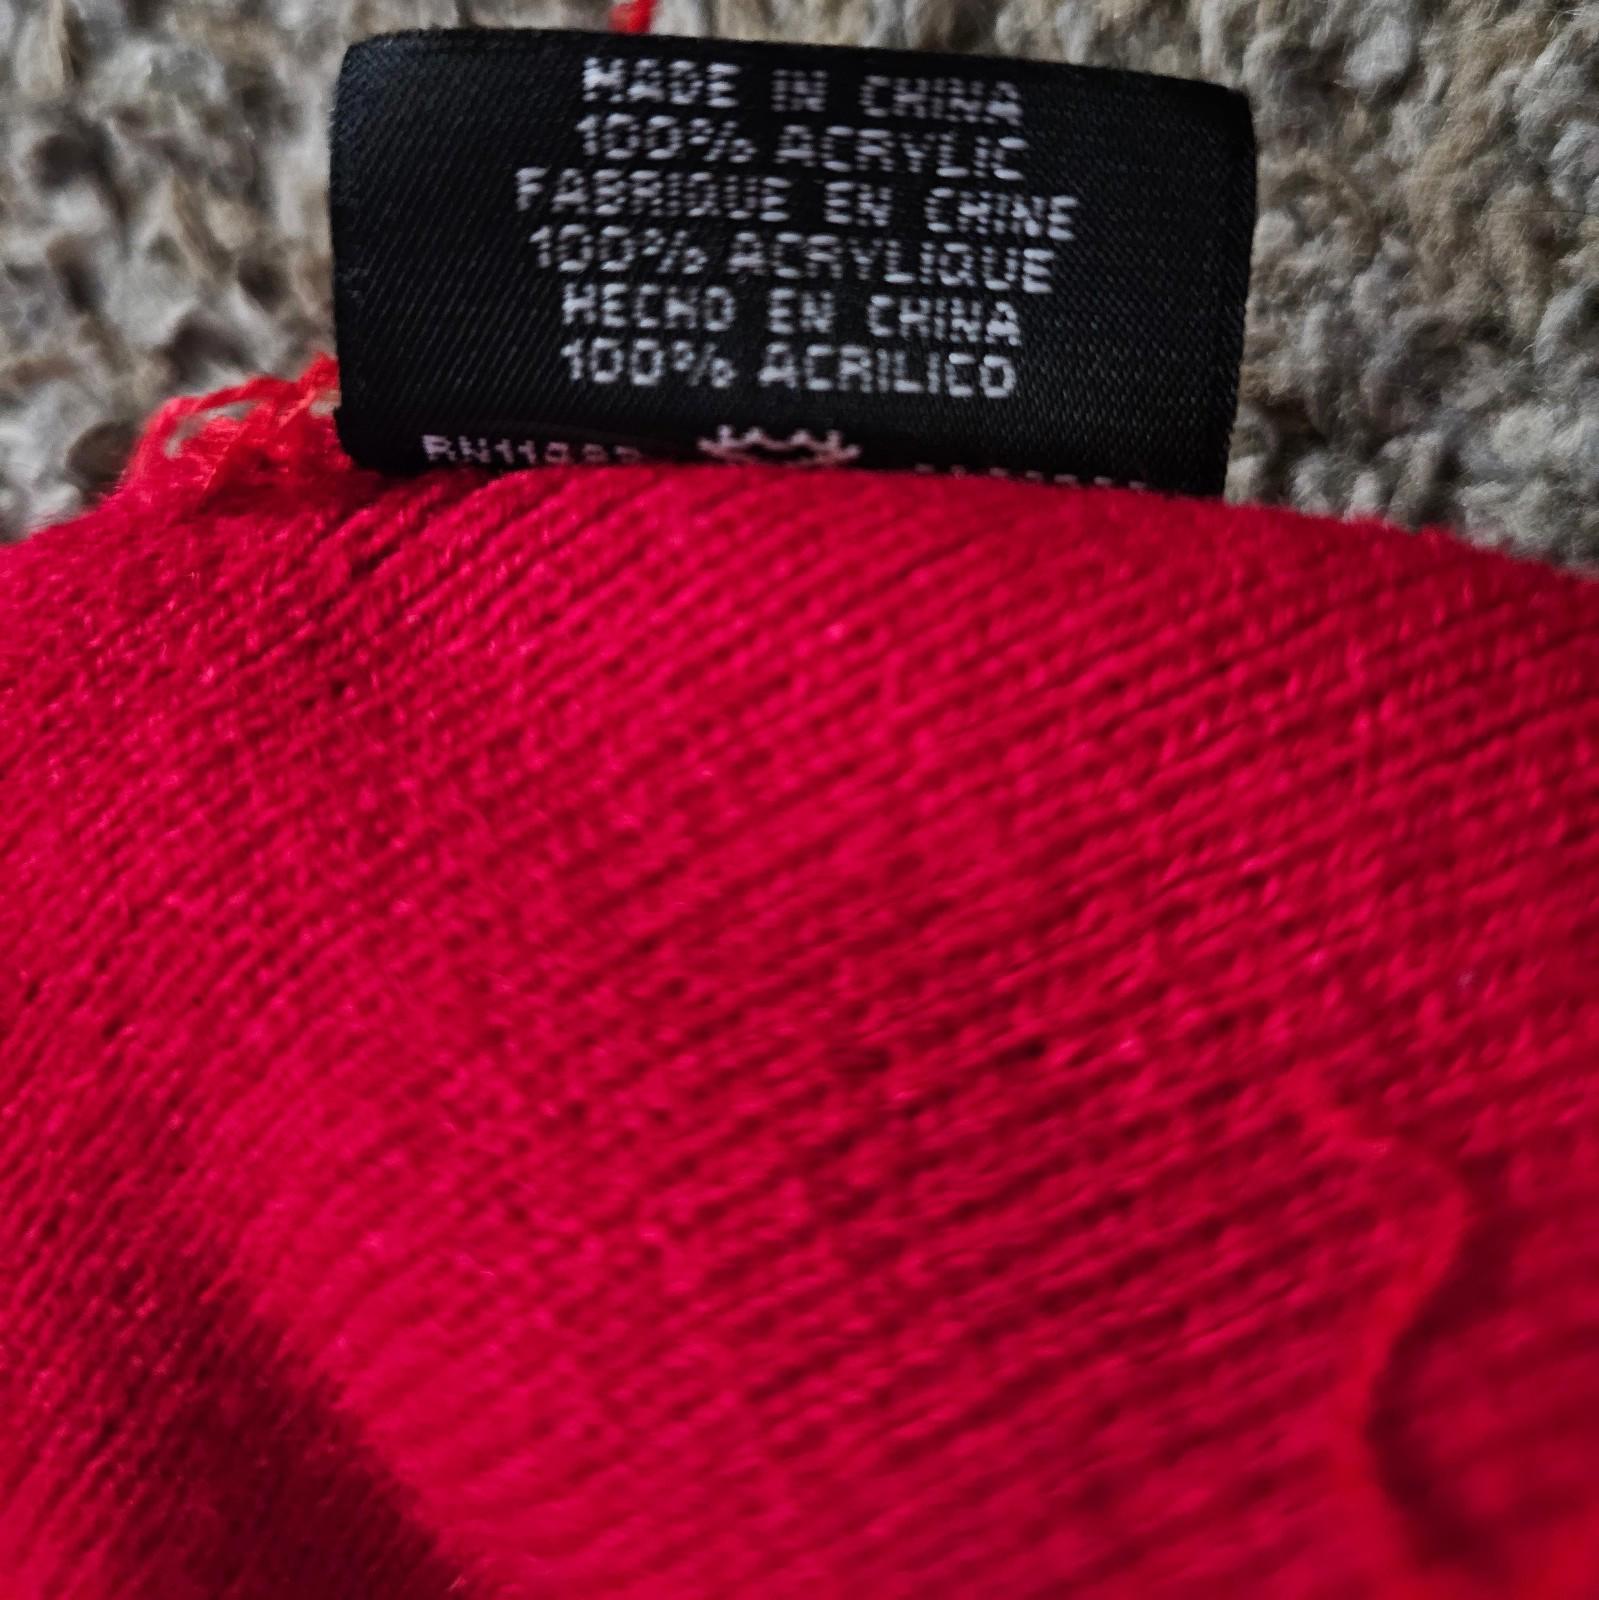 MADE IN CHINA
100% ACRYLIC
FABRIQUE EN CHINE
100% ACRYLIQUE
HECHO EN CHINA
100% ACRILICO